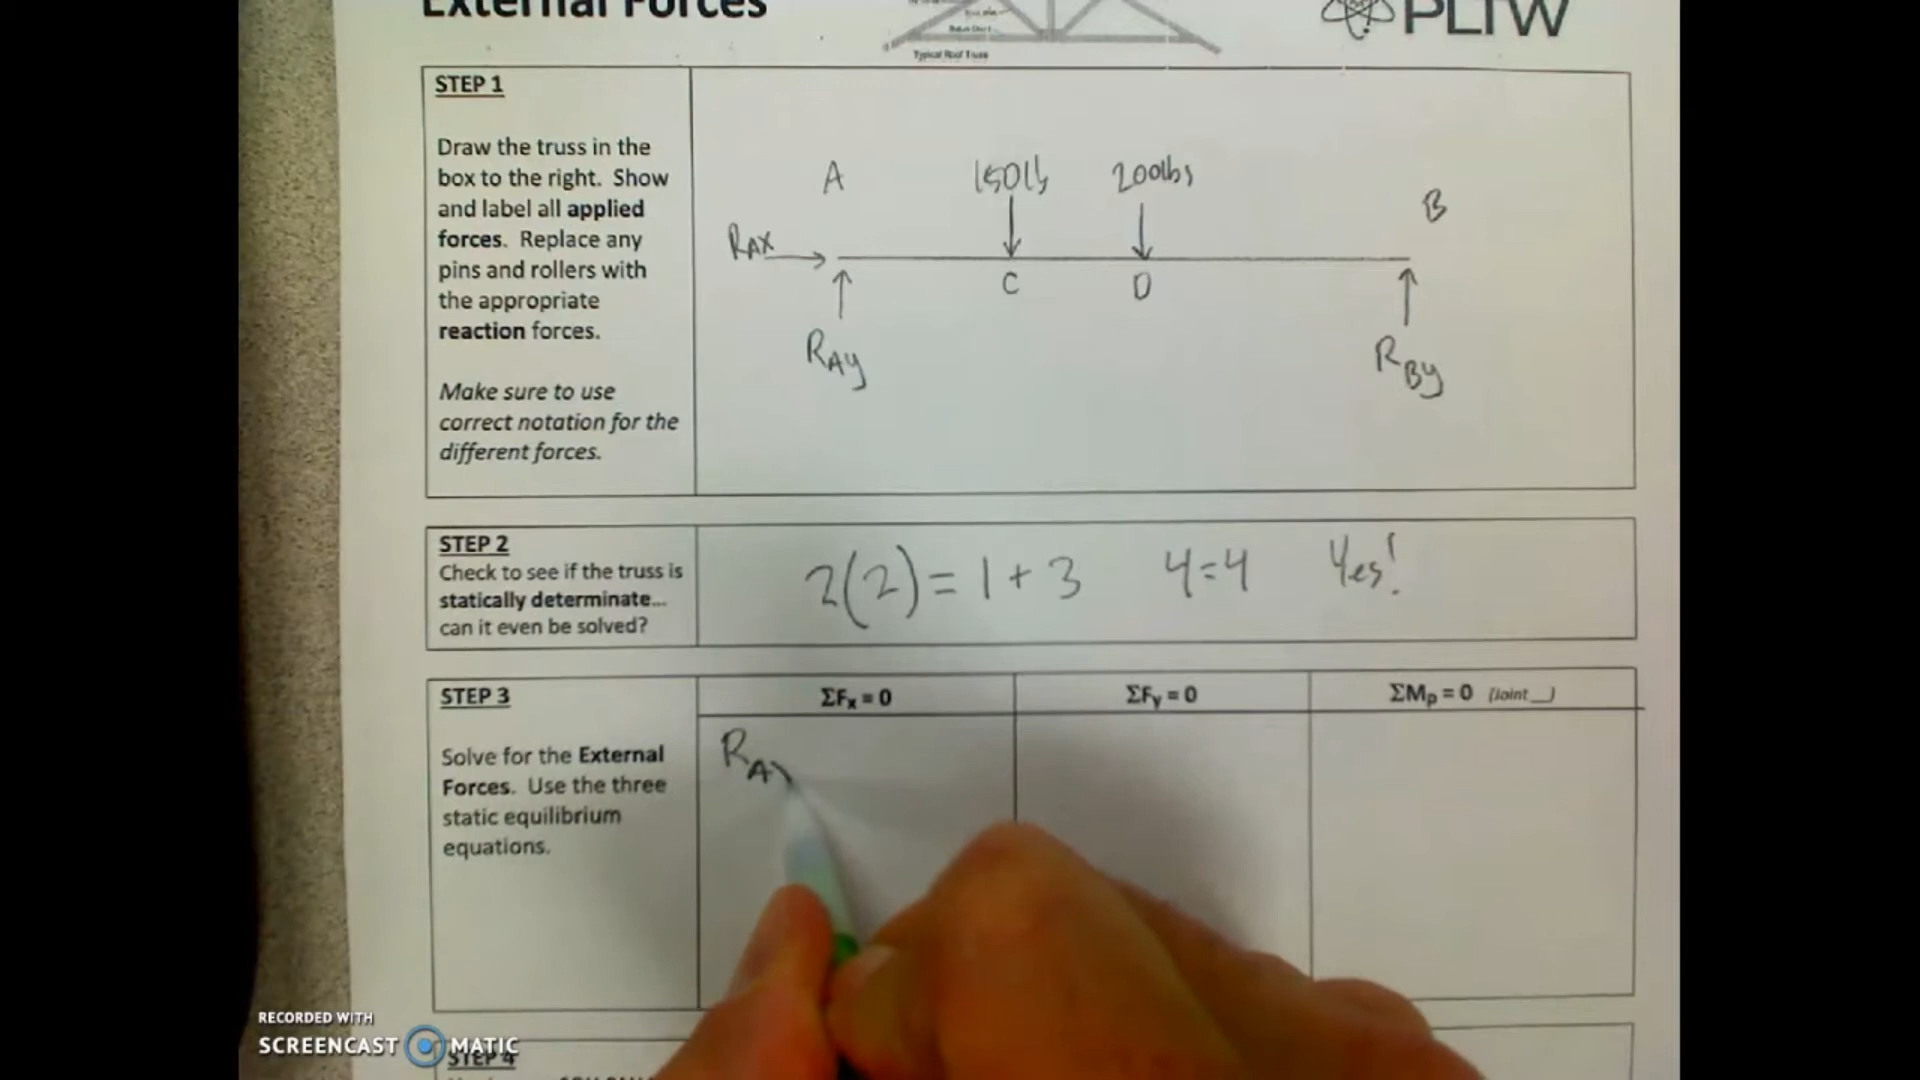 External Forces
PLTW
Typical Roof Truss
STEP 1
Draw the truss in the
box to the right. Show
and label all applied
forces. Replace any
pins and rollers with
the appropriate
reaction forces.
Make sure to use
correct notation for the
different forces.
A 150lb 200lbs B
RAX
C D
RAy RBy
STEP 2
Check to see if the truss is
statically determinate...
can it even be solved?
2(2) = 1 + 3 4=4 Yes!
STEP 3
Solve for the External
Forces. Use the three
static equilibrium
equations.
ΣFx = 0 ΣFy = 0 ΣMp = 0 (Joint __)
RA
STEP 4
RECORDED WITH
SCREENCAST MATIC